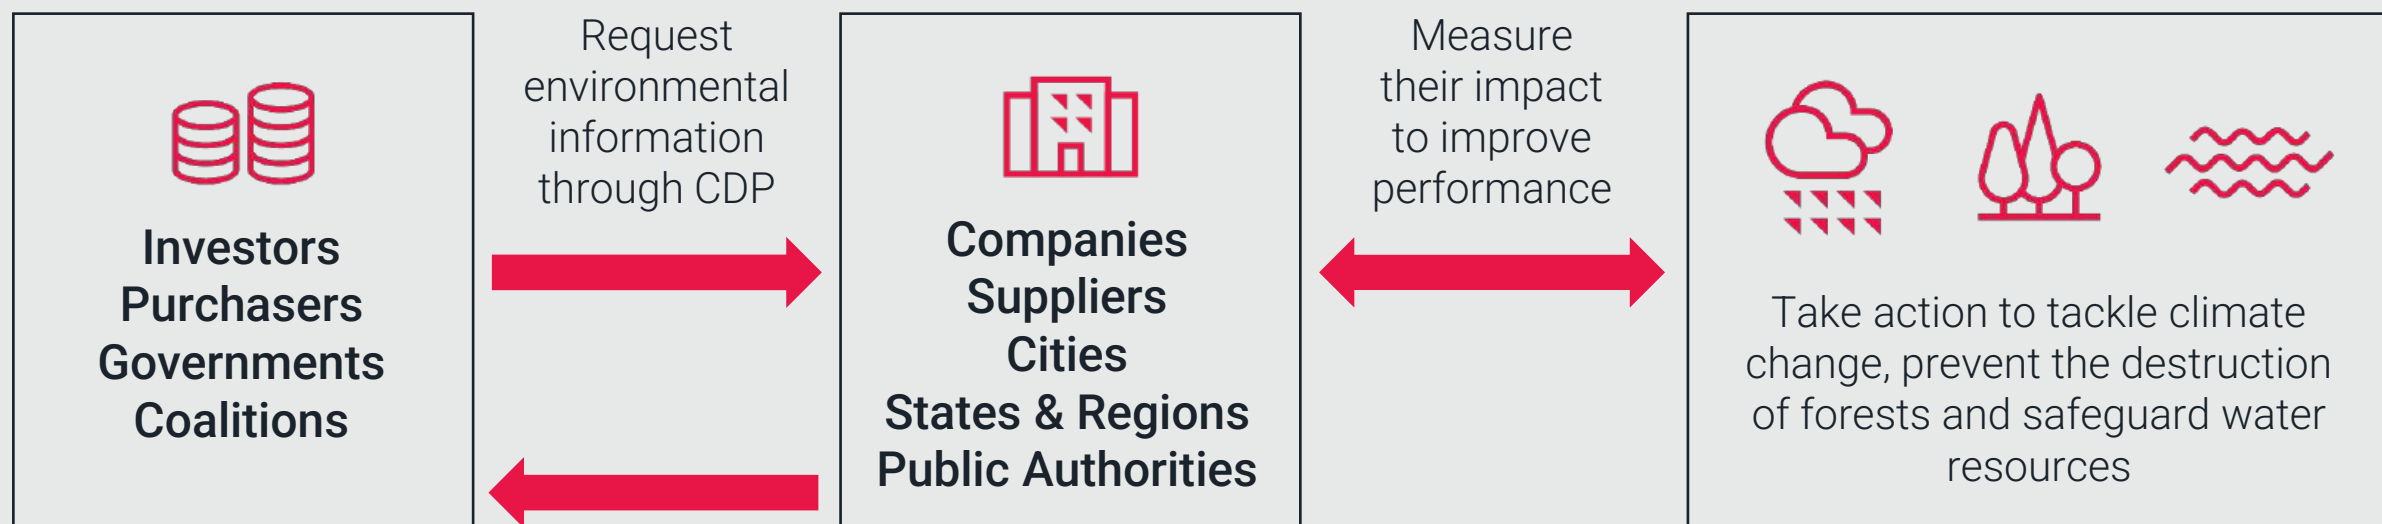 Investors
Purchasers
Governments
Coalitions
Request
environmental
information
through CDP
Companies
Suppliers
Cities
States & Regions
Public Authorities
Measure
their impact
to improve
performance
Take action to tackle climate
change, prevent the destruction
of forests and safeguard water
resources